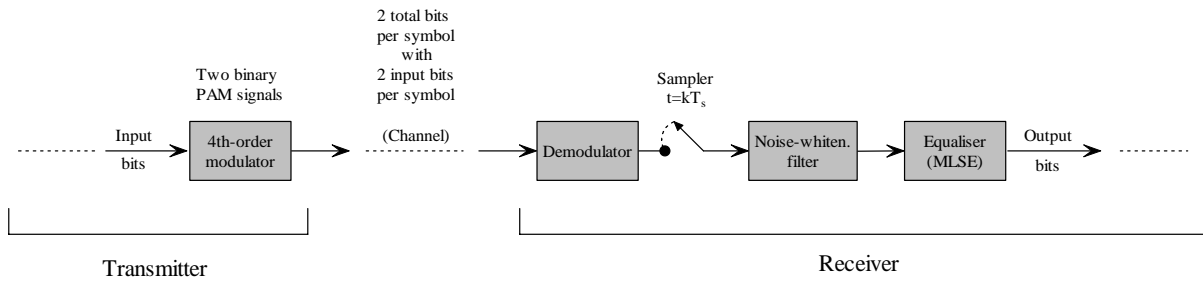 2 total bits
per symbol
with
2 input bits
per symbol
Two binary
PAM signals
Sampler
t=kTs
Input
bits
4th-order
modulator
(Channel)
Demodulator
Noise-whiten.
filter
Equaliser
(MLSE)
Output
bits
Transmitter
Receiver